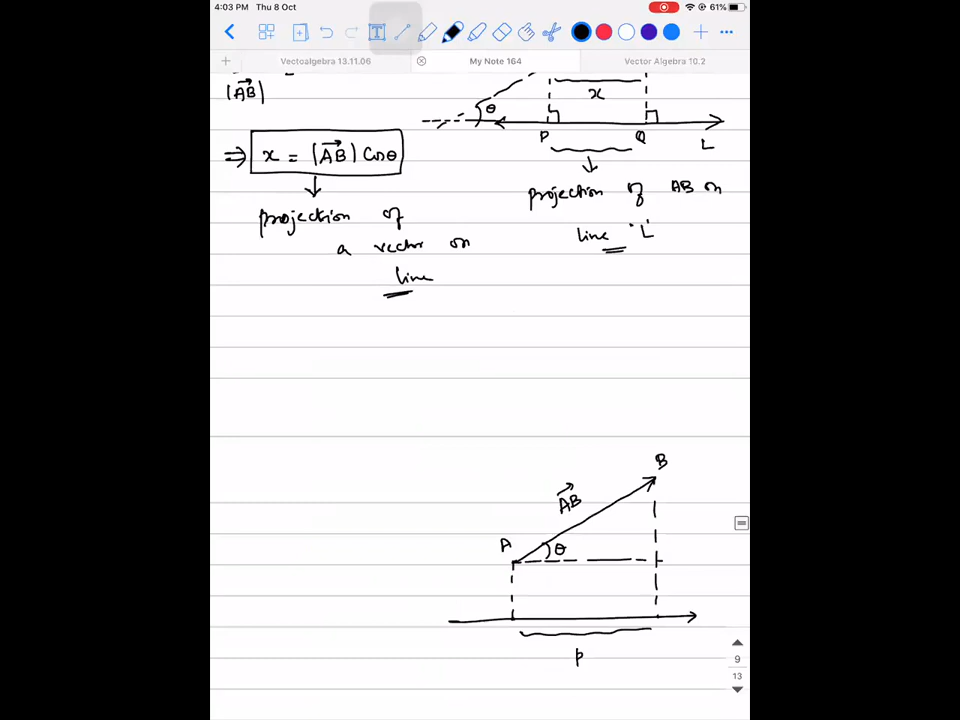 4:03 PM Thu 8 Oct
61%
Vectoalgebra 13.11.06
My Note 164
Vector Algebra 10.2
|AB|
x
θ
P
Q
L
⇒ x = |AB| Cosθ
projection of
a vector on
line
projection of AB on
line 'L'
B
AB
A
θ
p
9
13